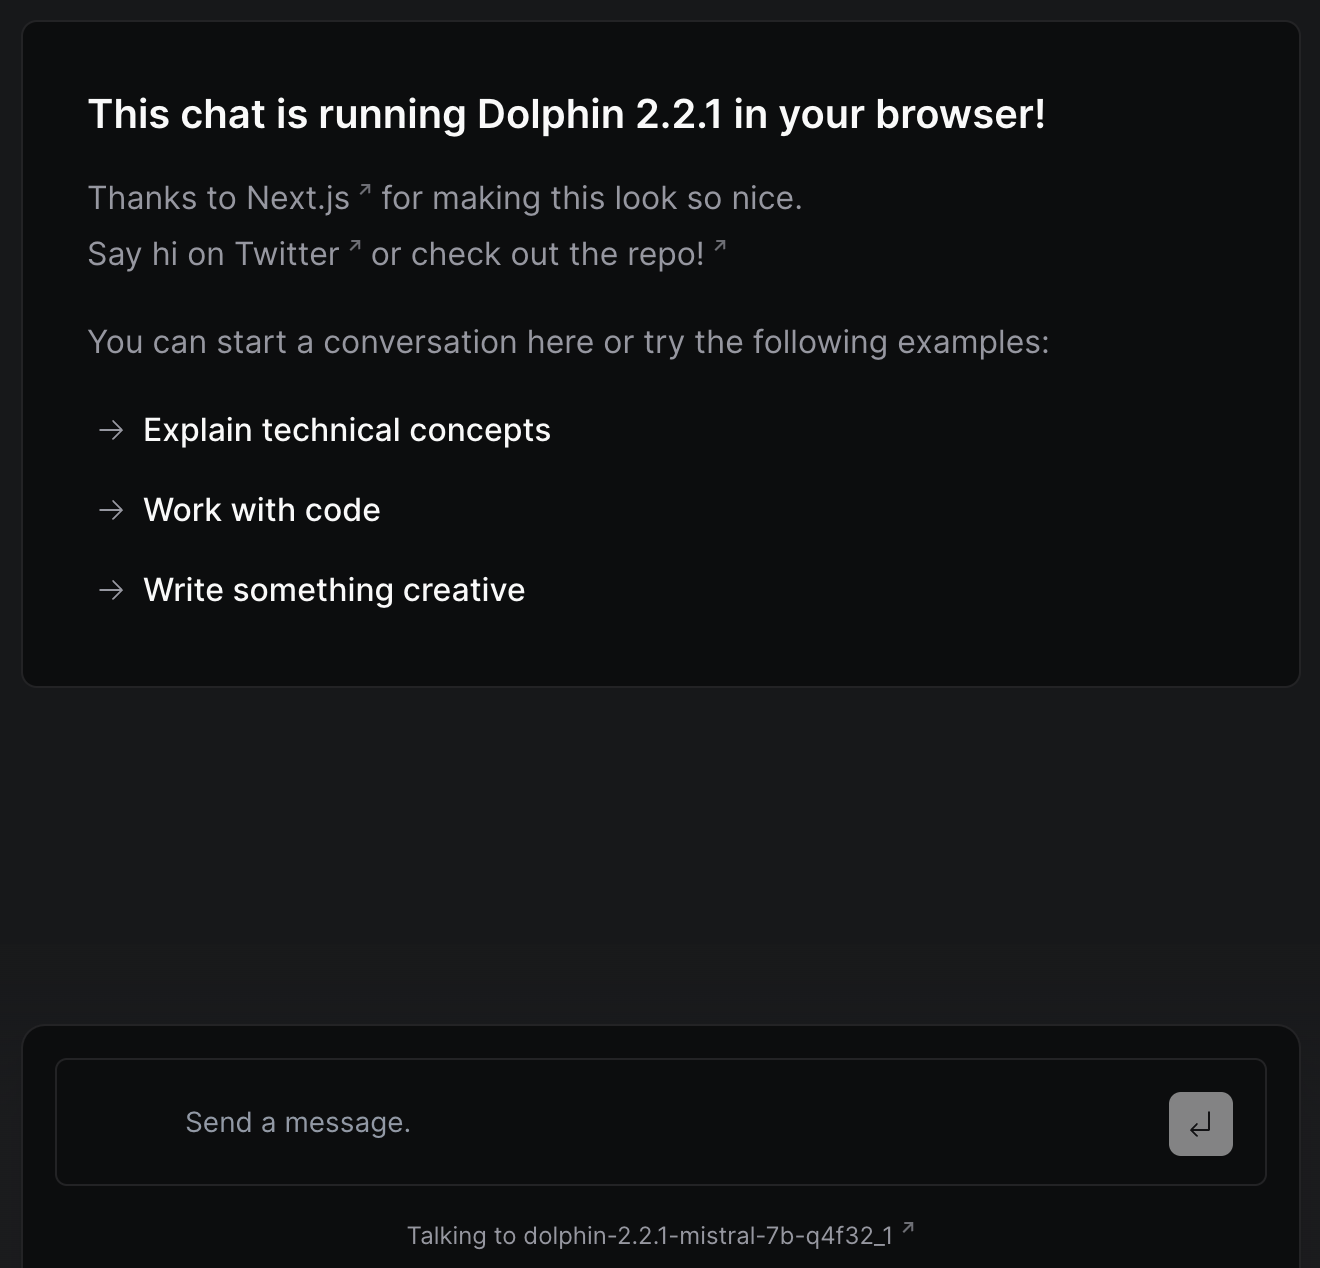 This chat is running Dolphin 2.2.1 in your browser!
Thanks to Next.js for making this look so nice.
Say hi on Twitter or check out the repo!
You can start a conversation here or try the following examples:
Explain technical concepts
Work with code
Write something creative
Send a message.
Talking to dolphin-2.2.1-mistral-7b-q4f32_1